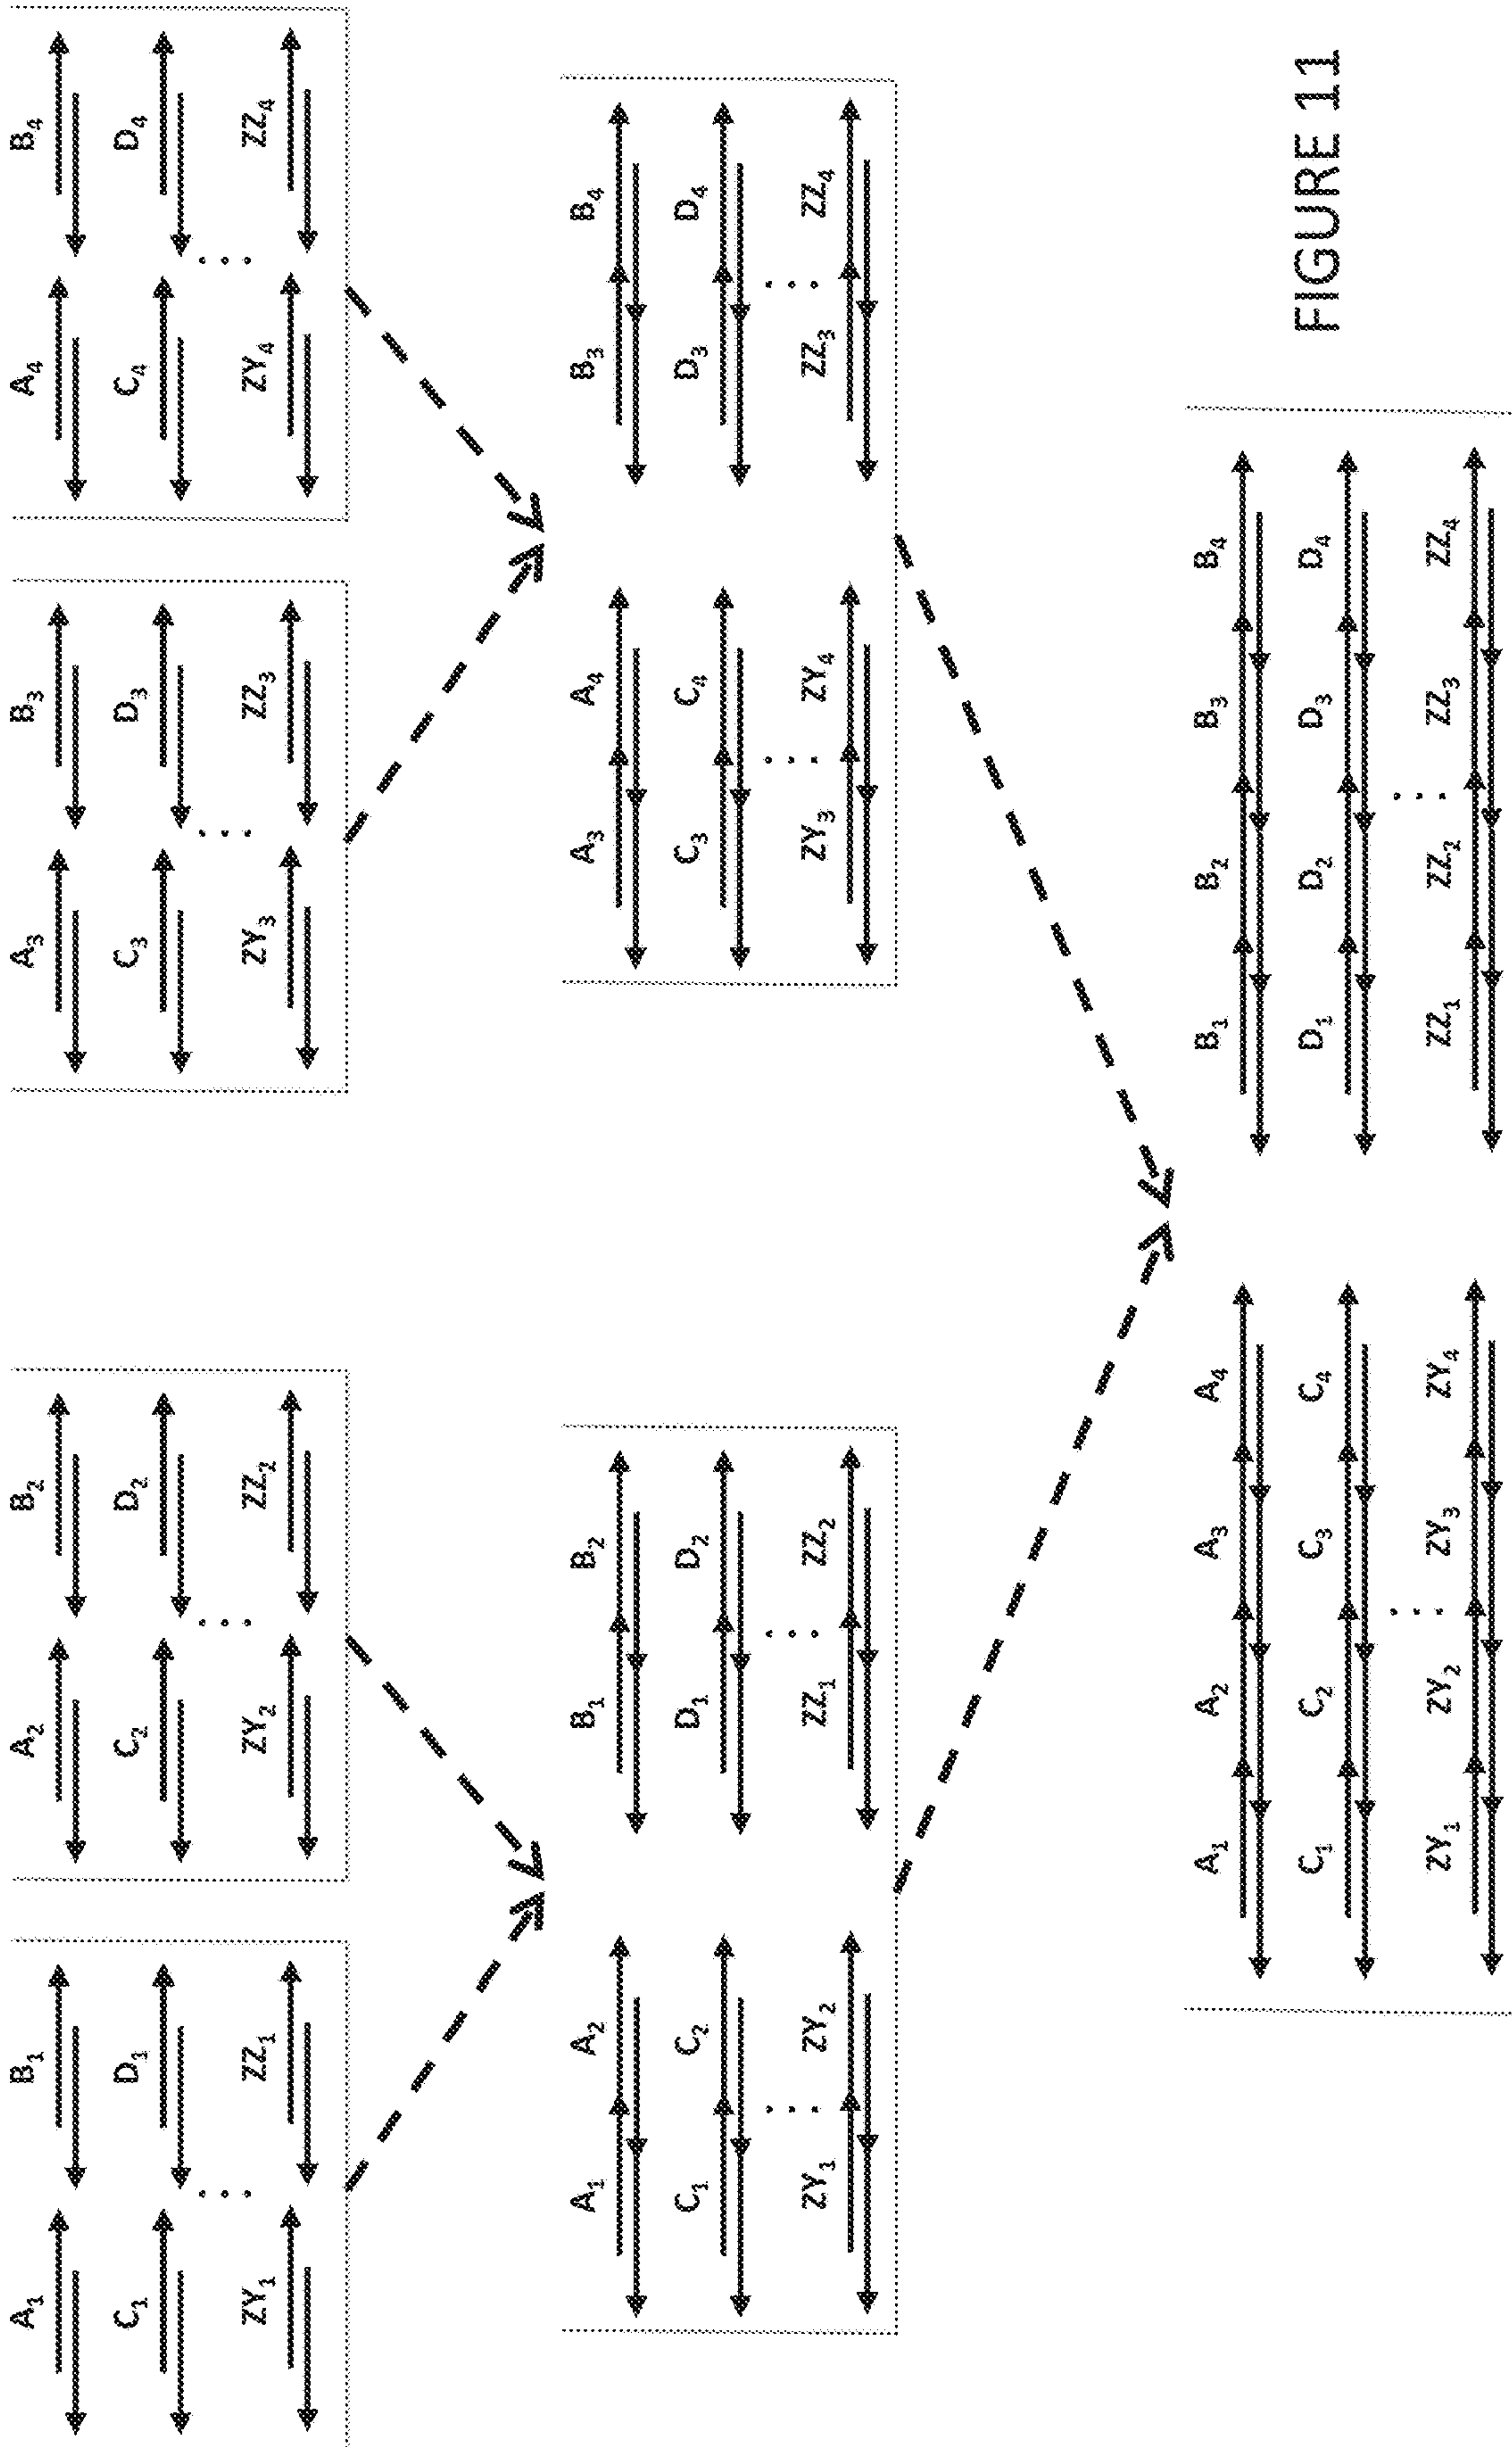 A₁ B₁ A₂ B₂ A₃ B₃ A₄ B₄
C₁ D₁ C₂ D₂ C₃ D₃ C₄ D₄
ZY₁ ZZ₁ ZY₂ ZZ₂ ZY₃ ZZ₃ ZY₄ ZZ₄
A₁ A₂ B₁ B₂ A₃ A₄ B₃ B₄
C₁ C₂ D₁ D₂ C₃ C₄ D₃ D₄
ZY₁ ZY₂ ZZ₁ ZZ₂ ZY₃ ZY₄ ZZ₃ ZZ₄
A₁ A₂ A₃ A₄ B₁ B₂ B₃ B₄
C₁ C₂ C₃ C₄ D₁ D₂ D₃ D₄
ZY₁ ZY₂ ZY₃ ZY₄ ZZ₁ ZZ₂ ZZ₃ ZZ₄
FIGURE 11